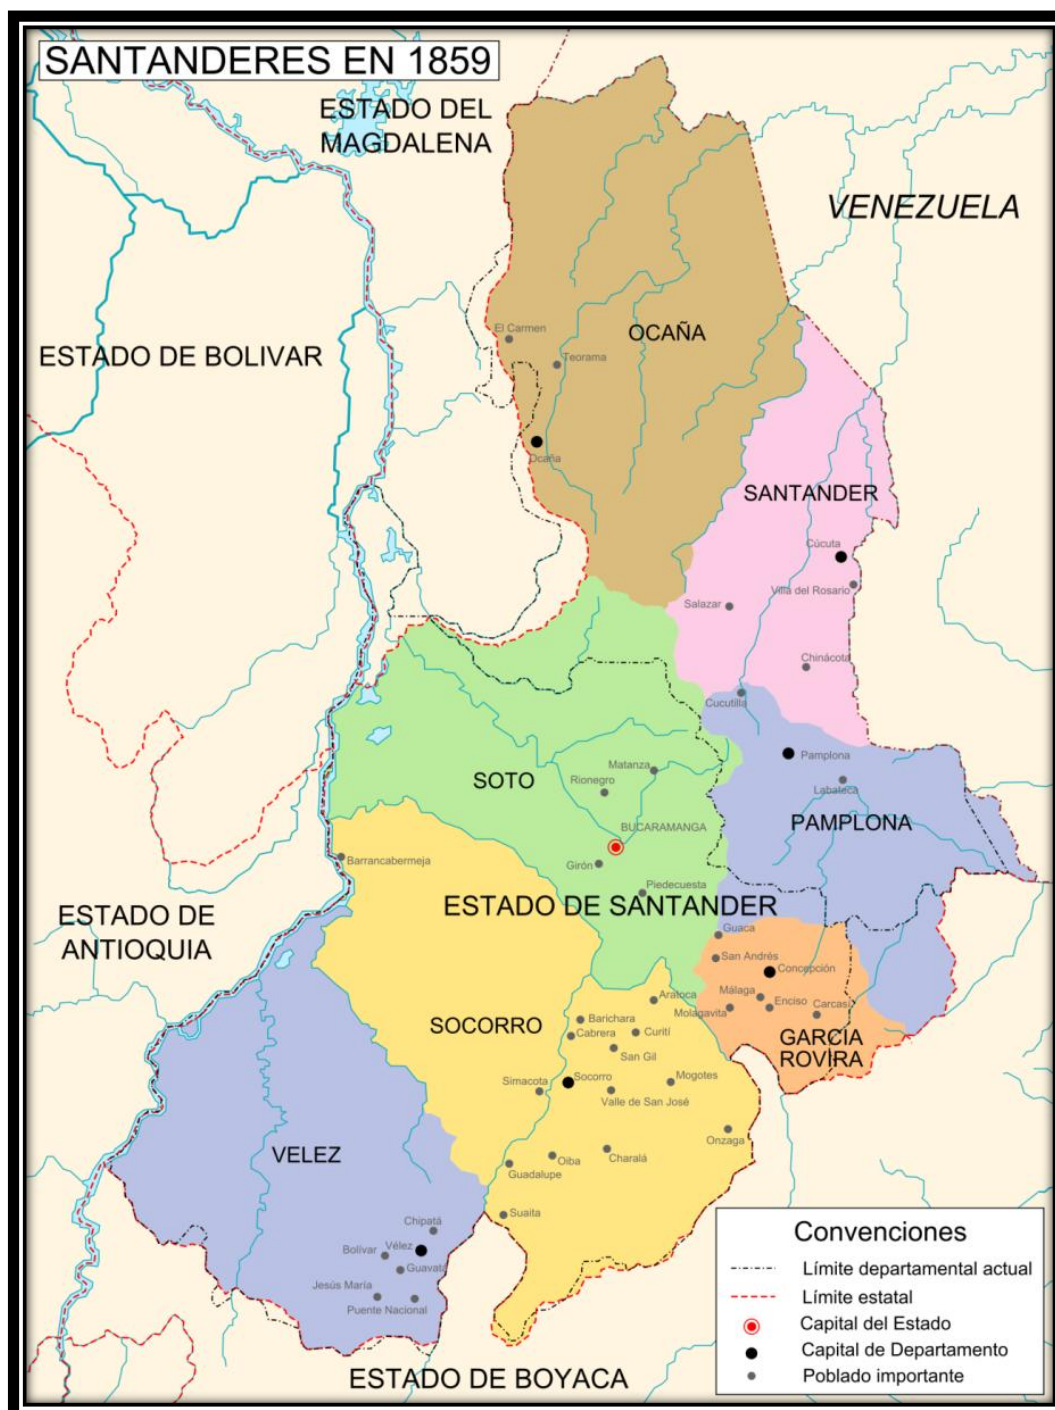 SANTANDERES EN 1859
ESTADO DEL
MAGDALENA
VENEZUELA
ESTADO DE BOLIVAR
El Carmen
OCAÑA
Teorama
Ocaña
SANTANDER
Cúcuta
Villa del Rosario
Salazar
Chinácota
Cucutilla
Pamplona
Labateca
PAMPLONA
SOTO
Matanza
Rionegro
BUCARAMANGA
Girón
Piedecuesta
Barrancabermeja
ESTADO DE SANTANDER
ESTADO DE
ANTIOQUIA
Guaca
San Andrés
Concepción
Málaga
Enciso
Carcasí
Molagavita
GARCÍA
ROVIRA
SOCORRO
Aratoca
Barichara
Cabrera
Curití
San Gil
Socorro
Mogotes
Simacota
Valle de San José
Onzaga
Charalá
Oiba
Guadalupe
Suaita
VELEZ
Chipatá
Vélez
Bolívar
Guavatá
Jesús María
Puente Nacional
ESTADO DE BOYACA
Convenciones
Límite departamental actual
Límite estatal
Capital del Estado
Capital de Departamento
Poblado importante